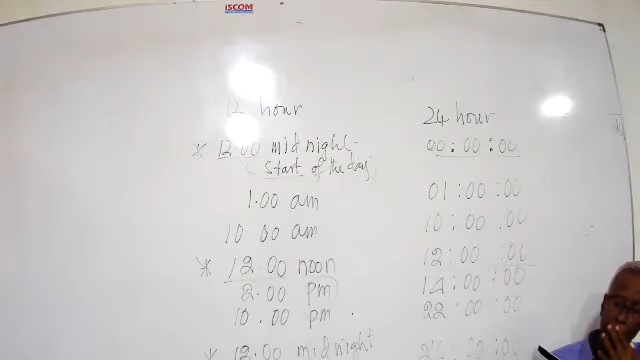 iSCOM
12 hour 24 hour
* 12.00 midnight- 00:00:00
(Start of the day)
1.00 am 01:00:00
10 00 am 10:00.00
* 12.00 noon 12:00:00
2.00 pm 14:00:00
10.00 pm. 22:00:00
* 12.00 midnight